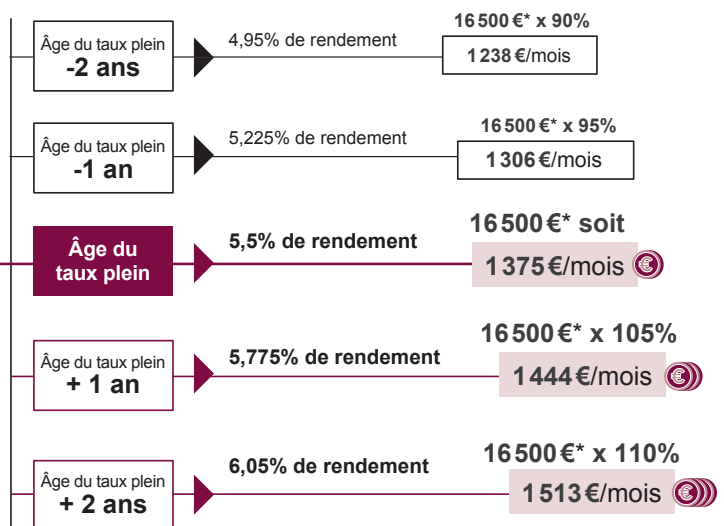 Âge du taux plein
-2 ans
4,95% de rendement
16 500 €* x 90%
1 238 €/mois
Âge du taux plein
-1 an
5,225% de rendement
16 500 €* x 95%
1 306 €/mois
Âge du
taux plein
5,5% de rendement
16 500 €* soit
1 375 €/mois €
Âge du taux plein
+ 1 an
5,775% de rendement
16 500 €* x 105%
1 444 €/mois €
Âge du taux plein
+ 2 ans
6,05% de rendement
16 500 €* x 110%
1 513 €/mois €